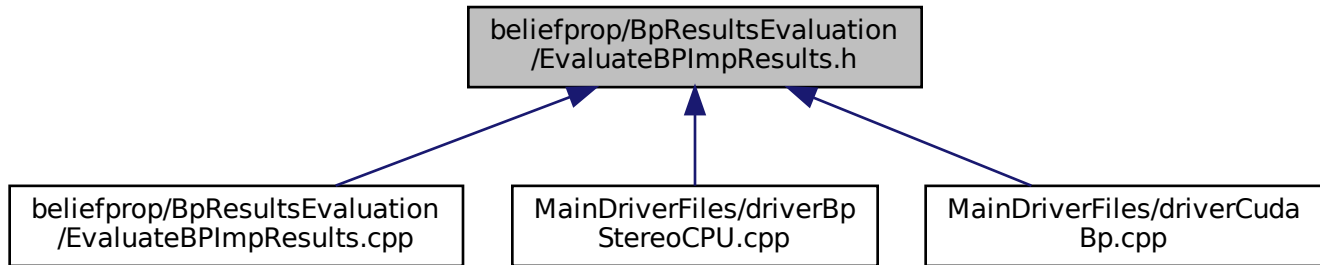 beliefprop/BpResultsEvaluation
/EvaluateBPImpResults.h
beliefprop/BpResultsEvaluation
/EvaluateBPImpResults.cpp
MainDriverFiles/driverBp
StereoCPU.cpp
MainDriverFiles/driverCuda
Bp.cpp